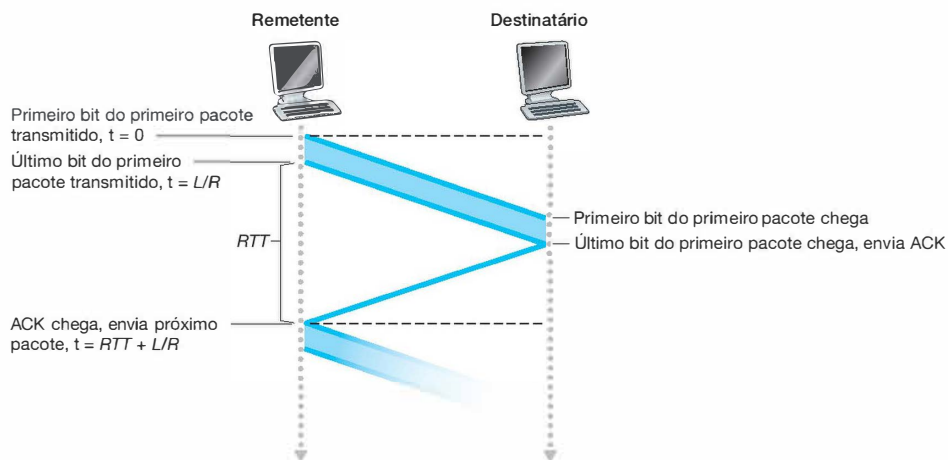 Remetente
Destinatário
Primeiro bit do primeiro pacote
transmitido, t = 0
Último bit do primeiro
pacote transmitido, t = L/R
Primeiro bit do primeiro pacote chega
Último bit do primeiro pacote chega, envia ACK
RTT
ACK chega, envia próximo
pacote, t = RTT + L/R